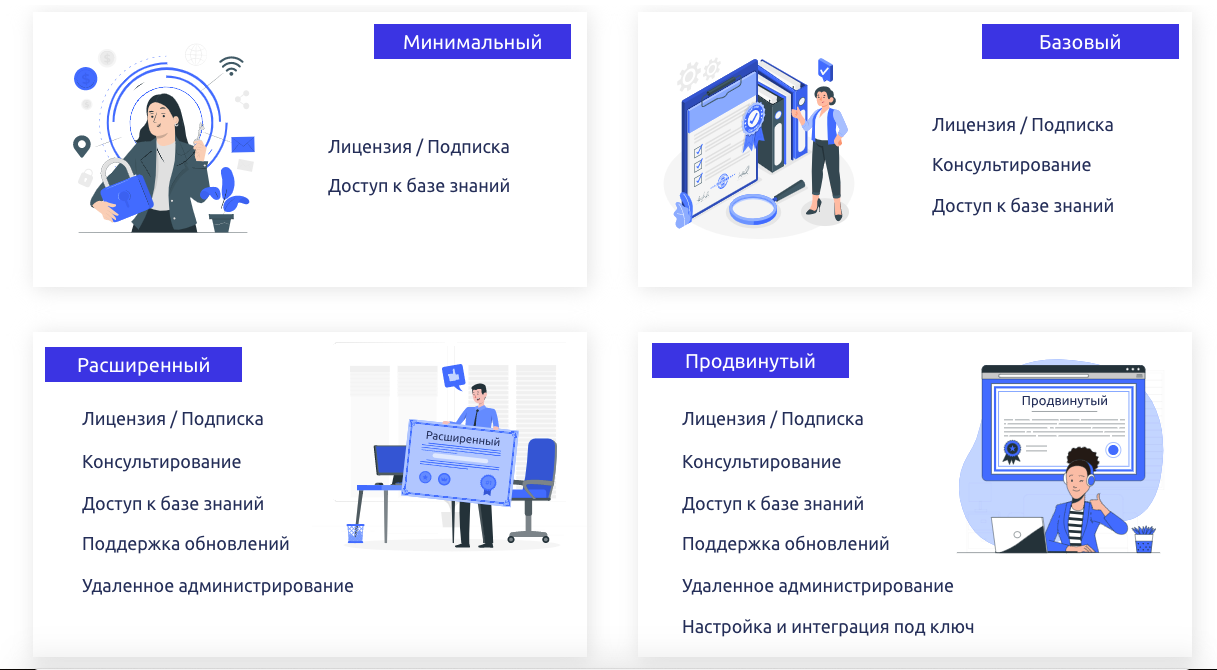 Минимальный
Лицензия / Подписка
Доступ к базе знаний
Базовый
Лицензия / Подписка
Консультирование
Доступ к базе знаний
Расширенный
Лицензия / Подписка
Консультирование
Доступ к базе знаний
Поддержка обновлений
Удаленное администрирование
Расширенный
Продвинутый
Лицензия / Подписка
Консультирование
Доступ к базе знаний
Поддержка обновлений
Удаленное администрирование
Настройка и интеграция под ключ
Продвинутый